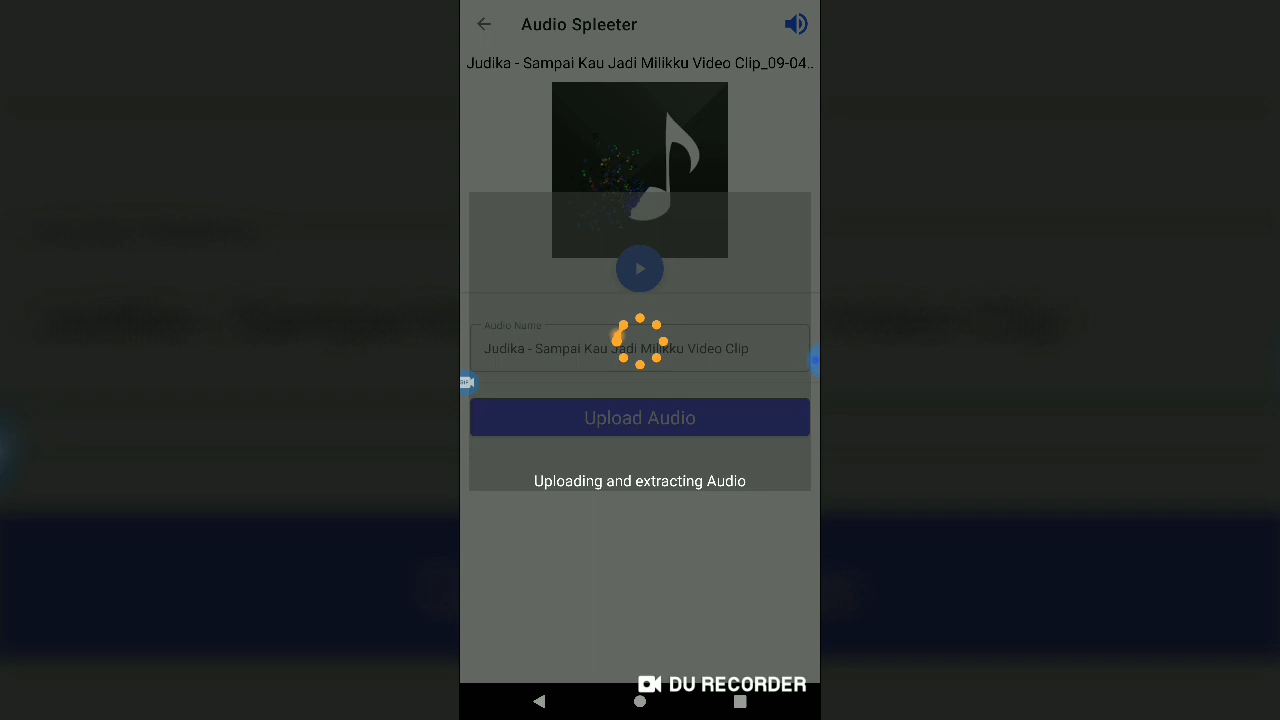 Audio Spleeter
Judika - Sampai Kau Jadi Milikku Video Clip_09-04..
Audio Name
Judika - Sampai Kau Jadi Milikku Video Clip
GIF
Upload Audio
Uploading and extracting Audio
DU RECORDER